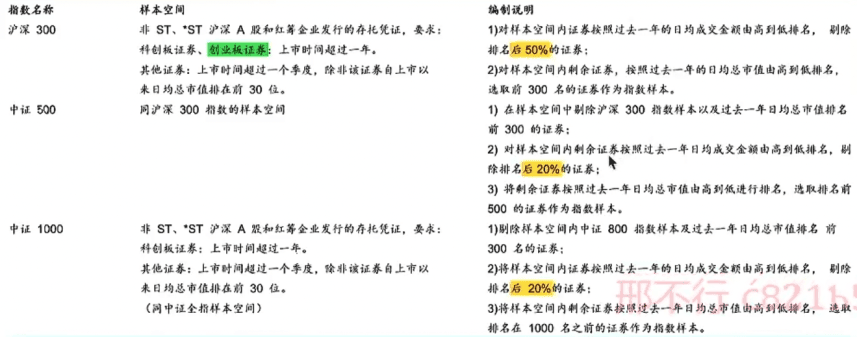 指数名称 样本空间 编制说明
沪深 300 非 ST、*ST 沪深 A 股和红筹企业发行的存托凭证，要求： 1)对样本空间内证券按照过去一年的日均成交金额由高到低排名， 剔除
科创板证券、创业板证券：上市时间超过一年。 排名后 50%的证券；
其他证券：上市时间超过一个季度，除非该证券自上市以 2)对样本空间内剩余证券，按照过去一年的日均总市值由高到低排名，
来日均总市值排在前 30 位。 选取前 300 名的证券作为指数样本。
中证 500 同沪深 300 指数的样本空间 1) 在样本空间中剔除沪深 300 指数样本以及过去一年日均总市值排名
前 300 的证券；
2) 对样本空间内剩余证券按照过去一年日均成交金额由高到低排名，剔
除排名后 20%的证券；
3) 将剩余证券按照过去一年日均总市值由高到低进行排名，选取排名前
500 的证券作为指数样本。
中证 1000 非 ST、*ST 沪深 A 股和红筹企业发行的存托凭证，要求： 1)剔除样本空间内中证 800 指数样本及过去一年日均总市值排名 前
科创板证券：上市时间超过一年。 300 名的证券；
其他证券：上市时间超过一个季度，除非该证券自上市以 2)将样本空间内证券按照过去一年的日均成交金额由高到低排名， 剔除
来日均总市值排在前 30 位。 排名后 20%的证券；
（同中证全指样本空间） 3)将样本空间内剩余证券按照过去一年日均总市值由高到低排名， 选取
排名在 1000 名之前的证券作为指数样本。
邢不行